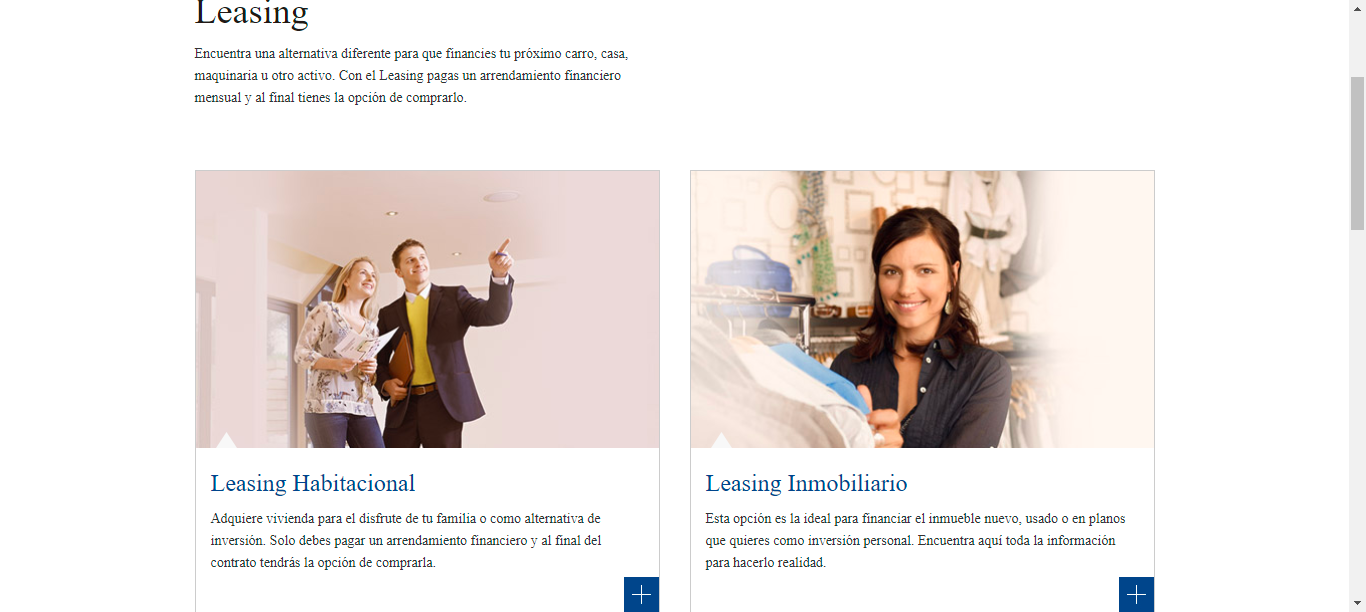 Leasing
Encuentra una alternativa diferente para que financies tu próximo carro, casa,
maquinaria u otro activo. Con el Leasing pagas un arrendamiento financiero
mensual y al final tienes la opción de comprarlo.
Leasing Habitacional
Adquiere vivienda para el disfrute de tu familia o como alternativa de
inversión. Solo debes pagar un arrendamiento financiero y al final del
contrato tendrás la opción de comprarla.
Leasing Inmobiliario
Esta opción es la ideal para financiar el inmueble nuevo, usado o en planos
que quieres como inversión personal. Encuentra aquí toda la información
para hacerlo realidad.